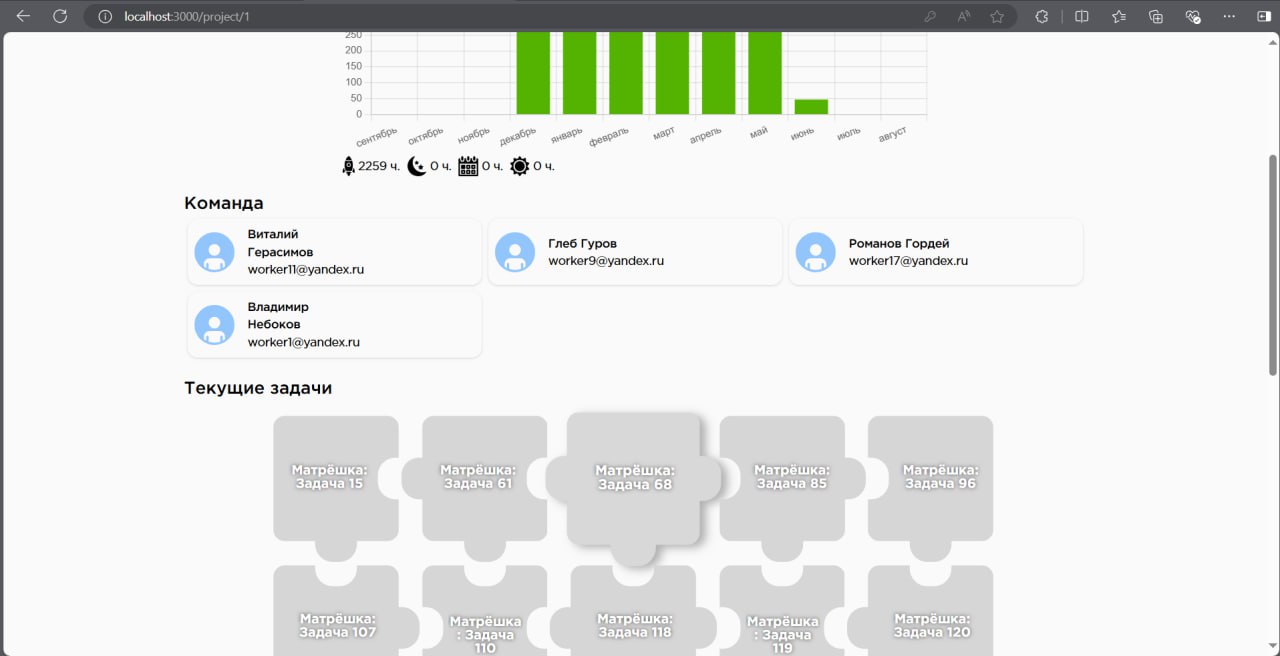 localhost:3000/project/1
250
200
150
100
50
0
сентябрь октябрь ноябрь декабрь январь февраль март апрель май июнь июль август
2259 ч. 0 ч. 0 ч. 0 ч.
Команда
Виталий
Герасимов
worker11@yandex.ru
Глеб Гуров
worker9@yandex.ru
Романов Гордей
worker17@yandex.ru
Владимир
Небоков
worker1@yandex.ru
Текущие задачи
Матрёшка:
Задача 15
Матрёшка:
Задача 61
Матрёшка:
Задача 68
Матрёшка:
Задача 85
Матрёшка:
Задача 96
Матрёшка:
Задача 107
Матрёшка
: Задача
110
Матрёшка:
Задача 118
Матрёшка
: Задача
119
Матрёшка:
Задача 120